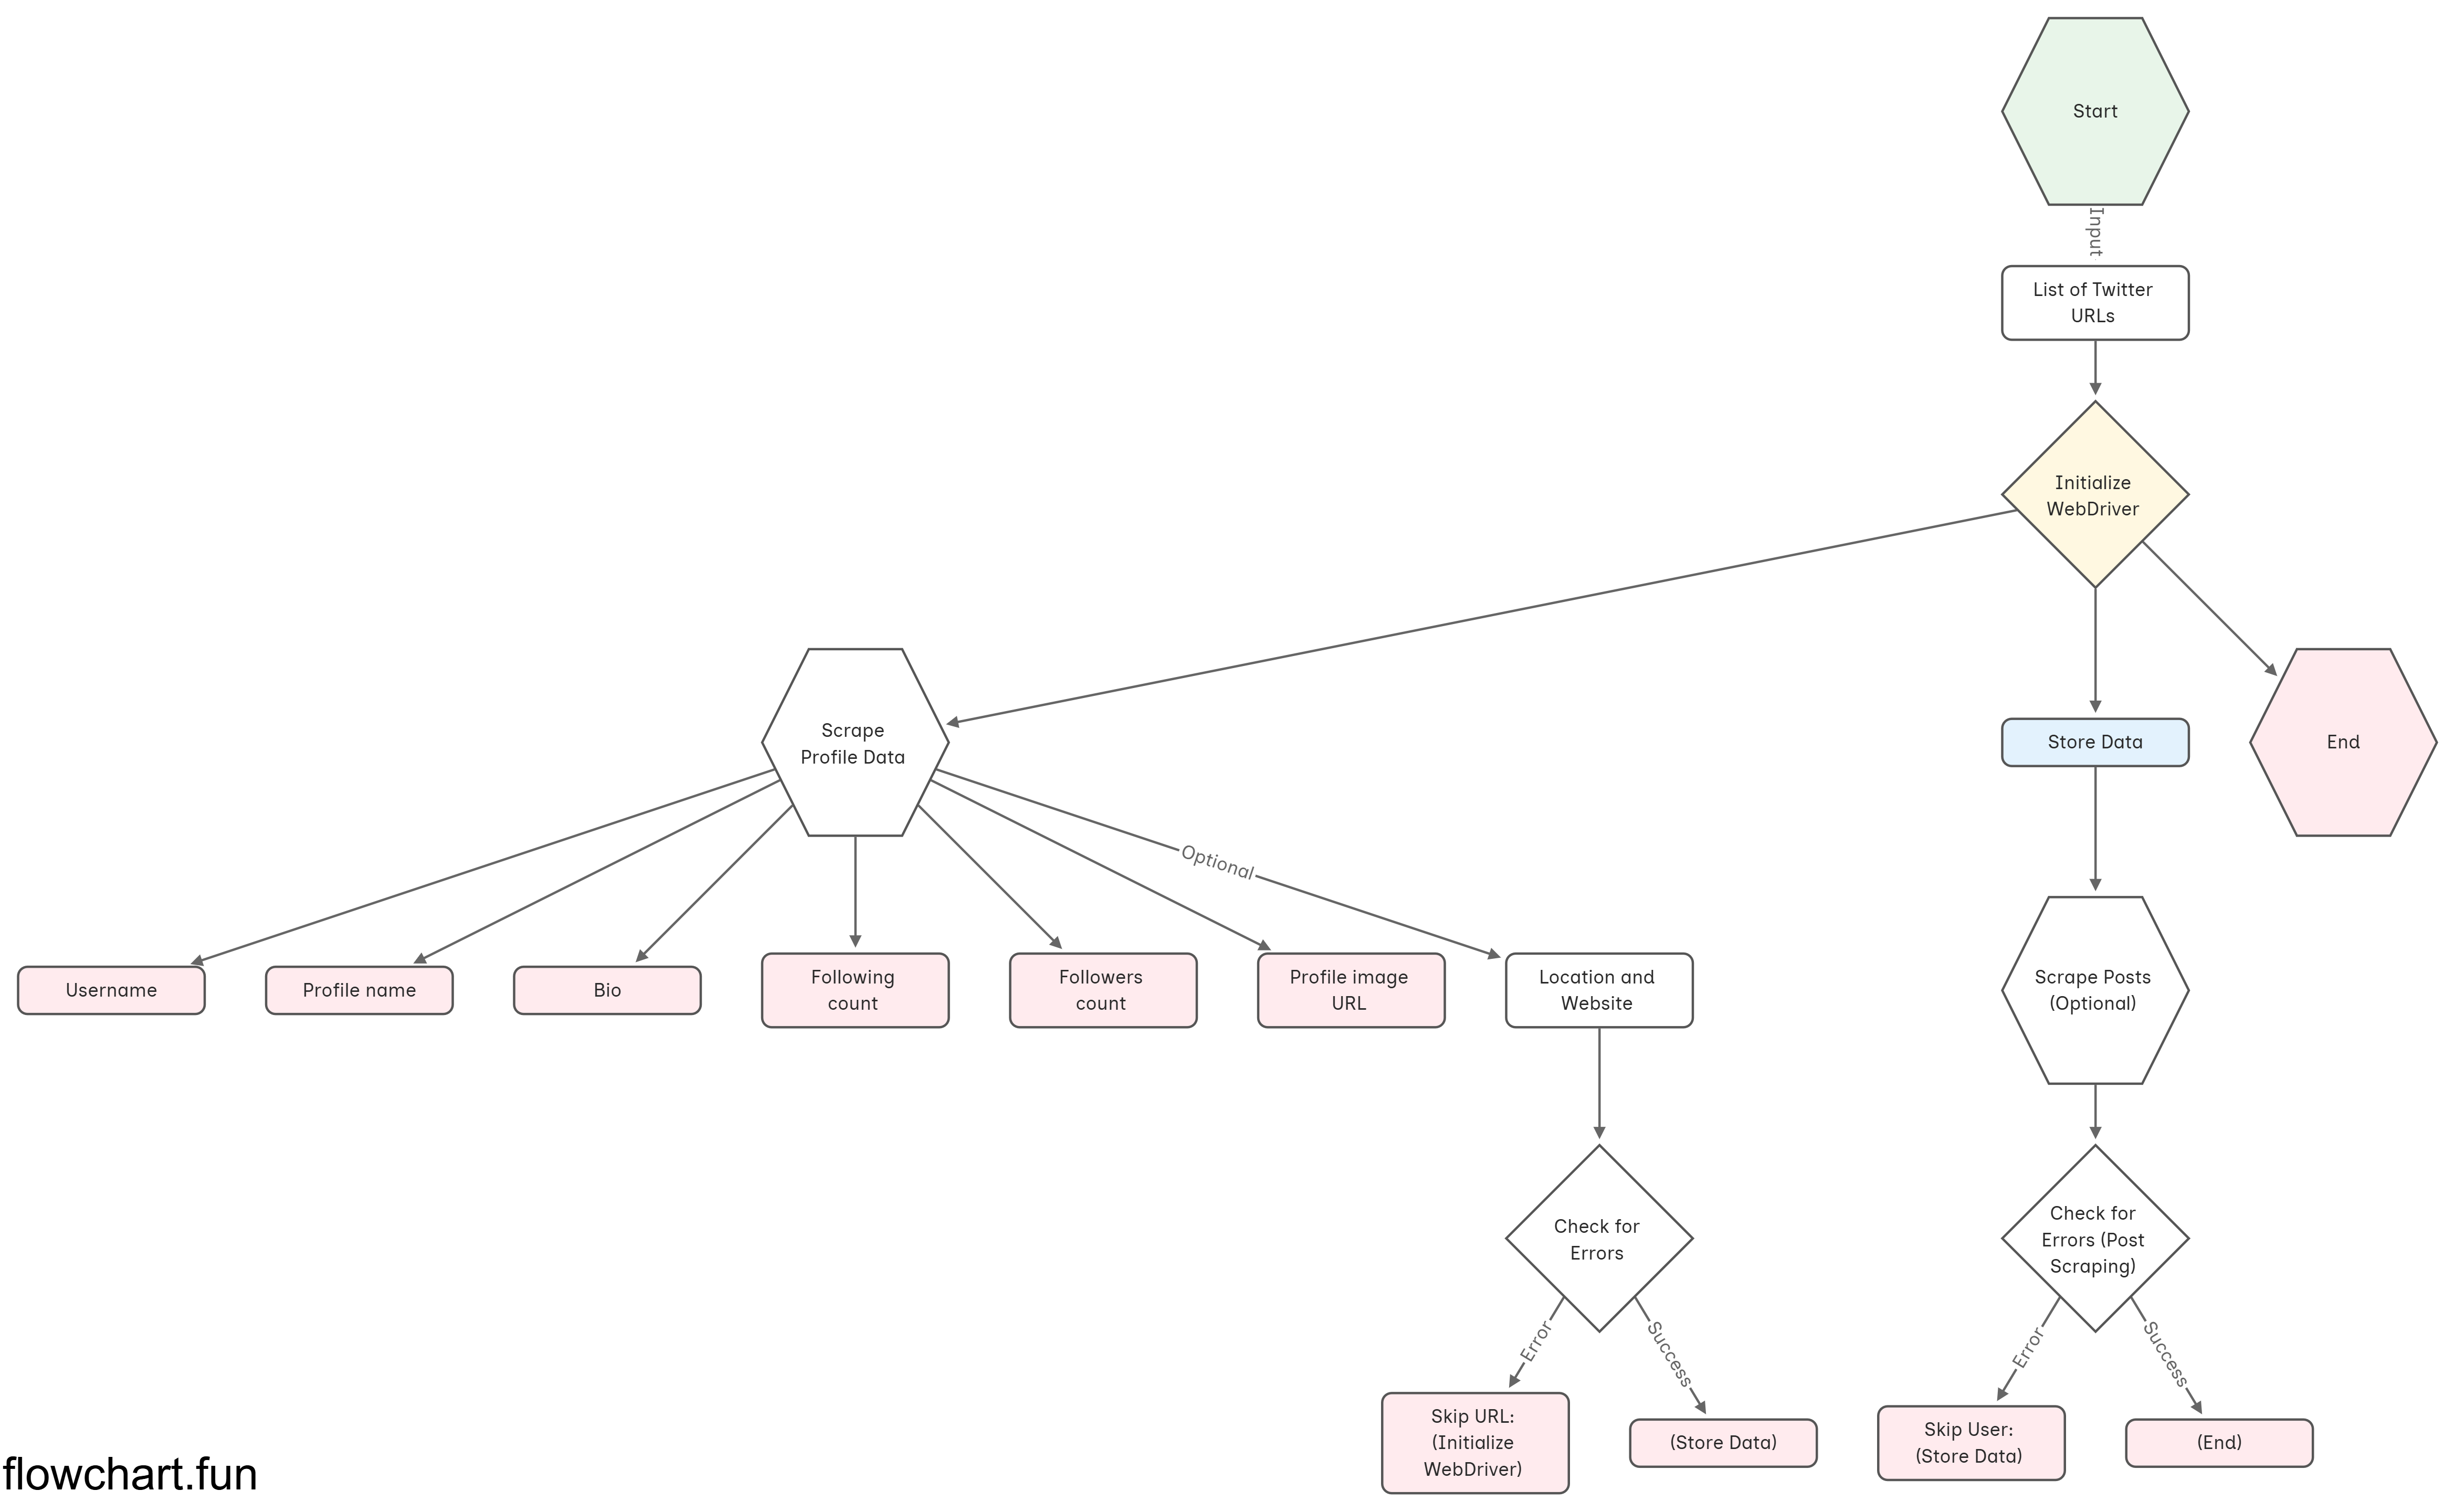 Start
Input
List of Twitter
URLs
Initialize
WebDriver
Scrape
Profile Data
Store Data
End
Optional
Username
Profile name
Bio
Following
count
Followers
count
Profile image
URL
Location and
Website
Scrape Posts
(Optional)
Check for
Errors
Check for
Errors (Post
Scraping)
Error
Success
Error
Success
Skip URL:
(Initialize
WebDriver)
(Store Data)
Skip User:
(Store Data)
(End)
flowchart.fun